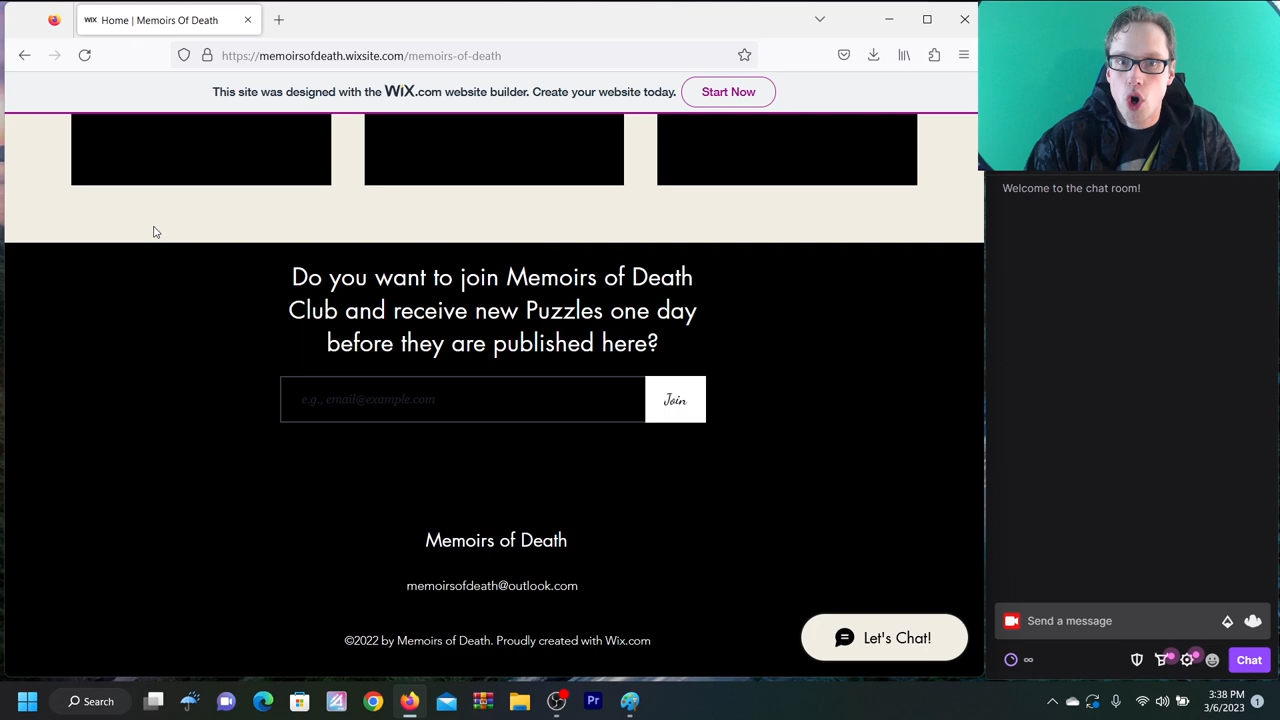 WiX Home | Memoirs Of Death
https://memoirsofdeath.wixsite.com/memoirs-of-death
This site was designed with the WiX.com website builder. Create your website today. Start Now
Welcome to the chat room!
Do you want to join Memoirs of Death
Club and receive new Puzzles one day
before they are published here?
e.g., email@example.com
Join
Memoirs of Death
memoirsofdeath@outlook.com
©2022 by Memoirs of Death. Proudly created with Wix.com
Let's Chat!
Send a message
∞
Chat
Search
Pr
3:38 PM
3/6/2023
1